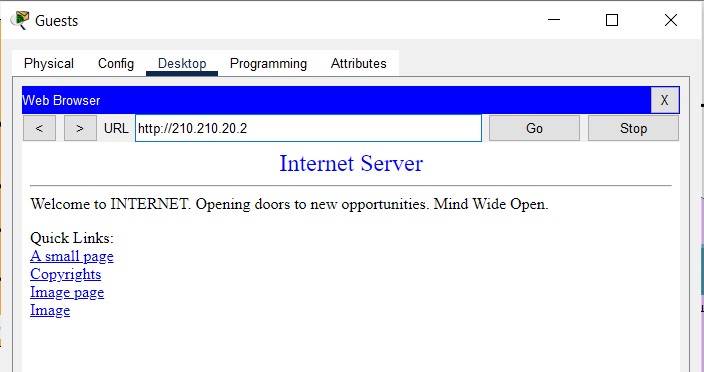 Guests
Physical Config Desktop Programming Attributes
Web Browser X
< > URL http://210.210.20.2 Go Stop
Internet Server
Welcome to INTERNET. Opening doors to new opportunities. Mind Wide Open.
Quick Links:
A small page
Copyrights
Image page
Image